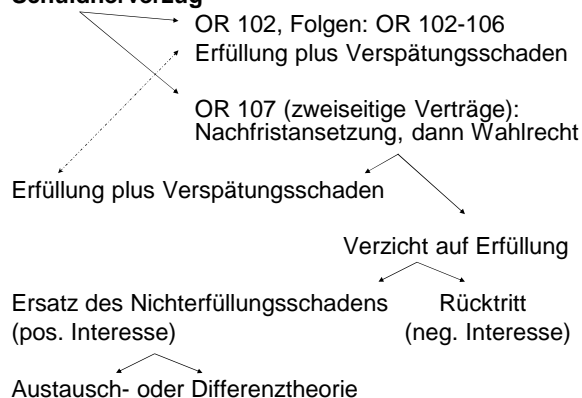 Schuldnerverzug
OR 102, Folgen: OR 102-106
Erfüllung plus Verspätungsschaden
OR 107 (zweiseitige Verträge):
Nachfristansetzung, dann Wahlrecht
Erfüllung plus Verspätungsschaden
Verzicht auf Erfüllung
Ersatz des Nichterfüllungsschadens Rücktritt
(pos. Interesse) (neg. Interesse)
Austausch- oder Differenztheorie